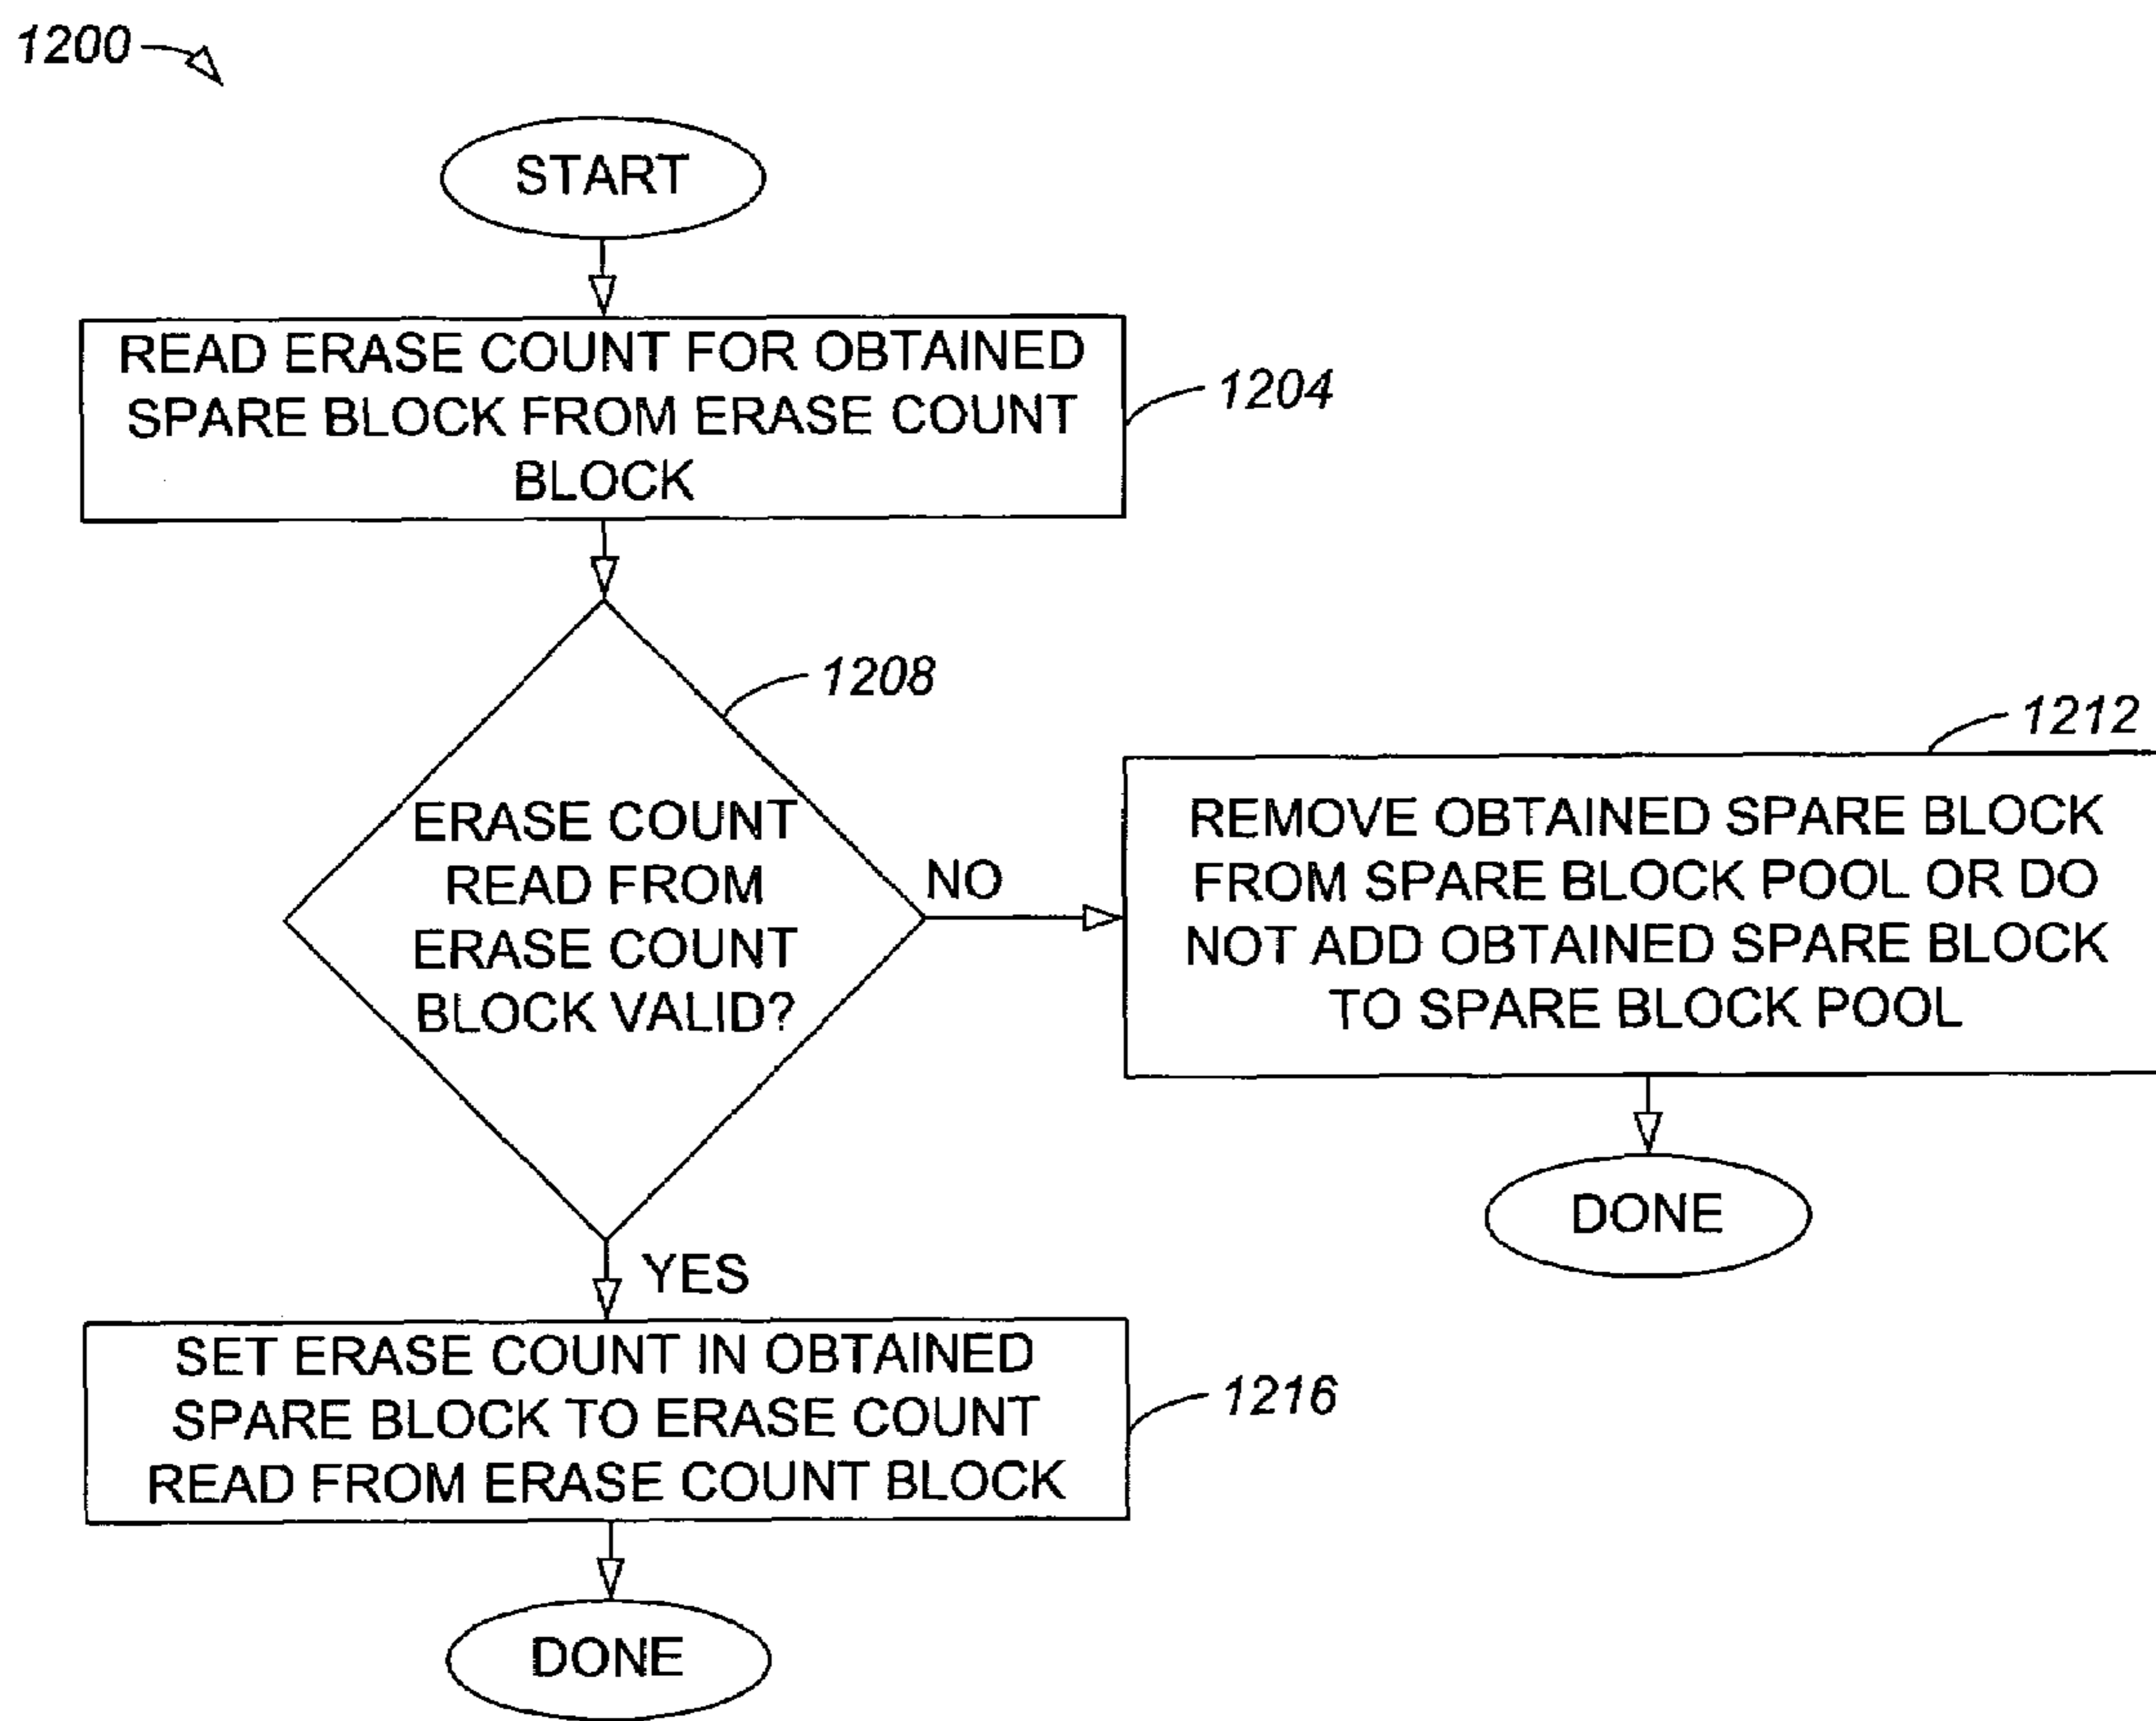 1200
START
READ ERASE COUNT FOR OBTAINED
SPARE BLOCK FROM ERASE COUNT
BLOCK
1204
1208
ERASE COUNT
READ FROM
ERASE COUNT
BLOCK VALID?
NO
1212
REMOVE OBTAINED SPARE BLOCK
FROM SPARE BLOCK POOL OR DO
NOT ADD OBTAINED SPARE BLOCK
TO SPARE BLOCK POOL
DONE
YES
SET ERASE COUNT IN OBTAINED
SPARE BLOCK TO ERASE COUNT
READ FROM ERASE COUNT BLOCK
1216
DONE